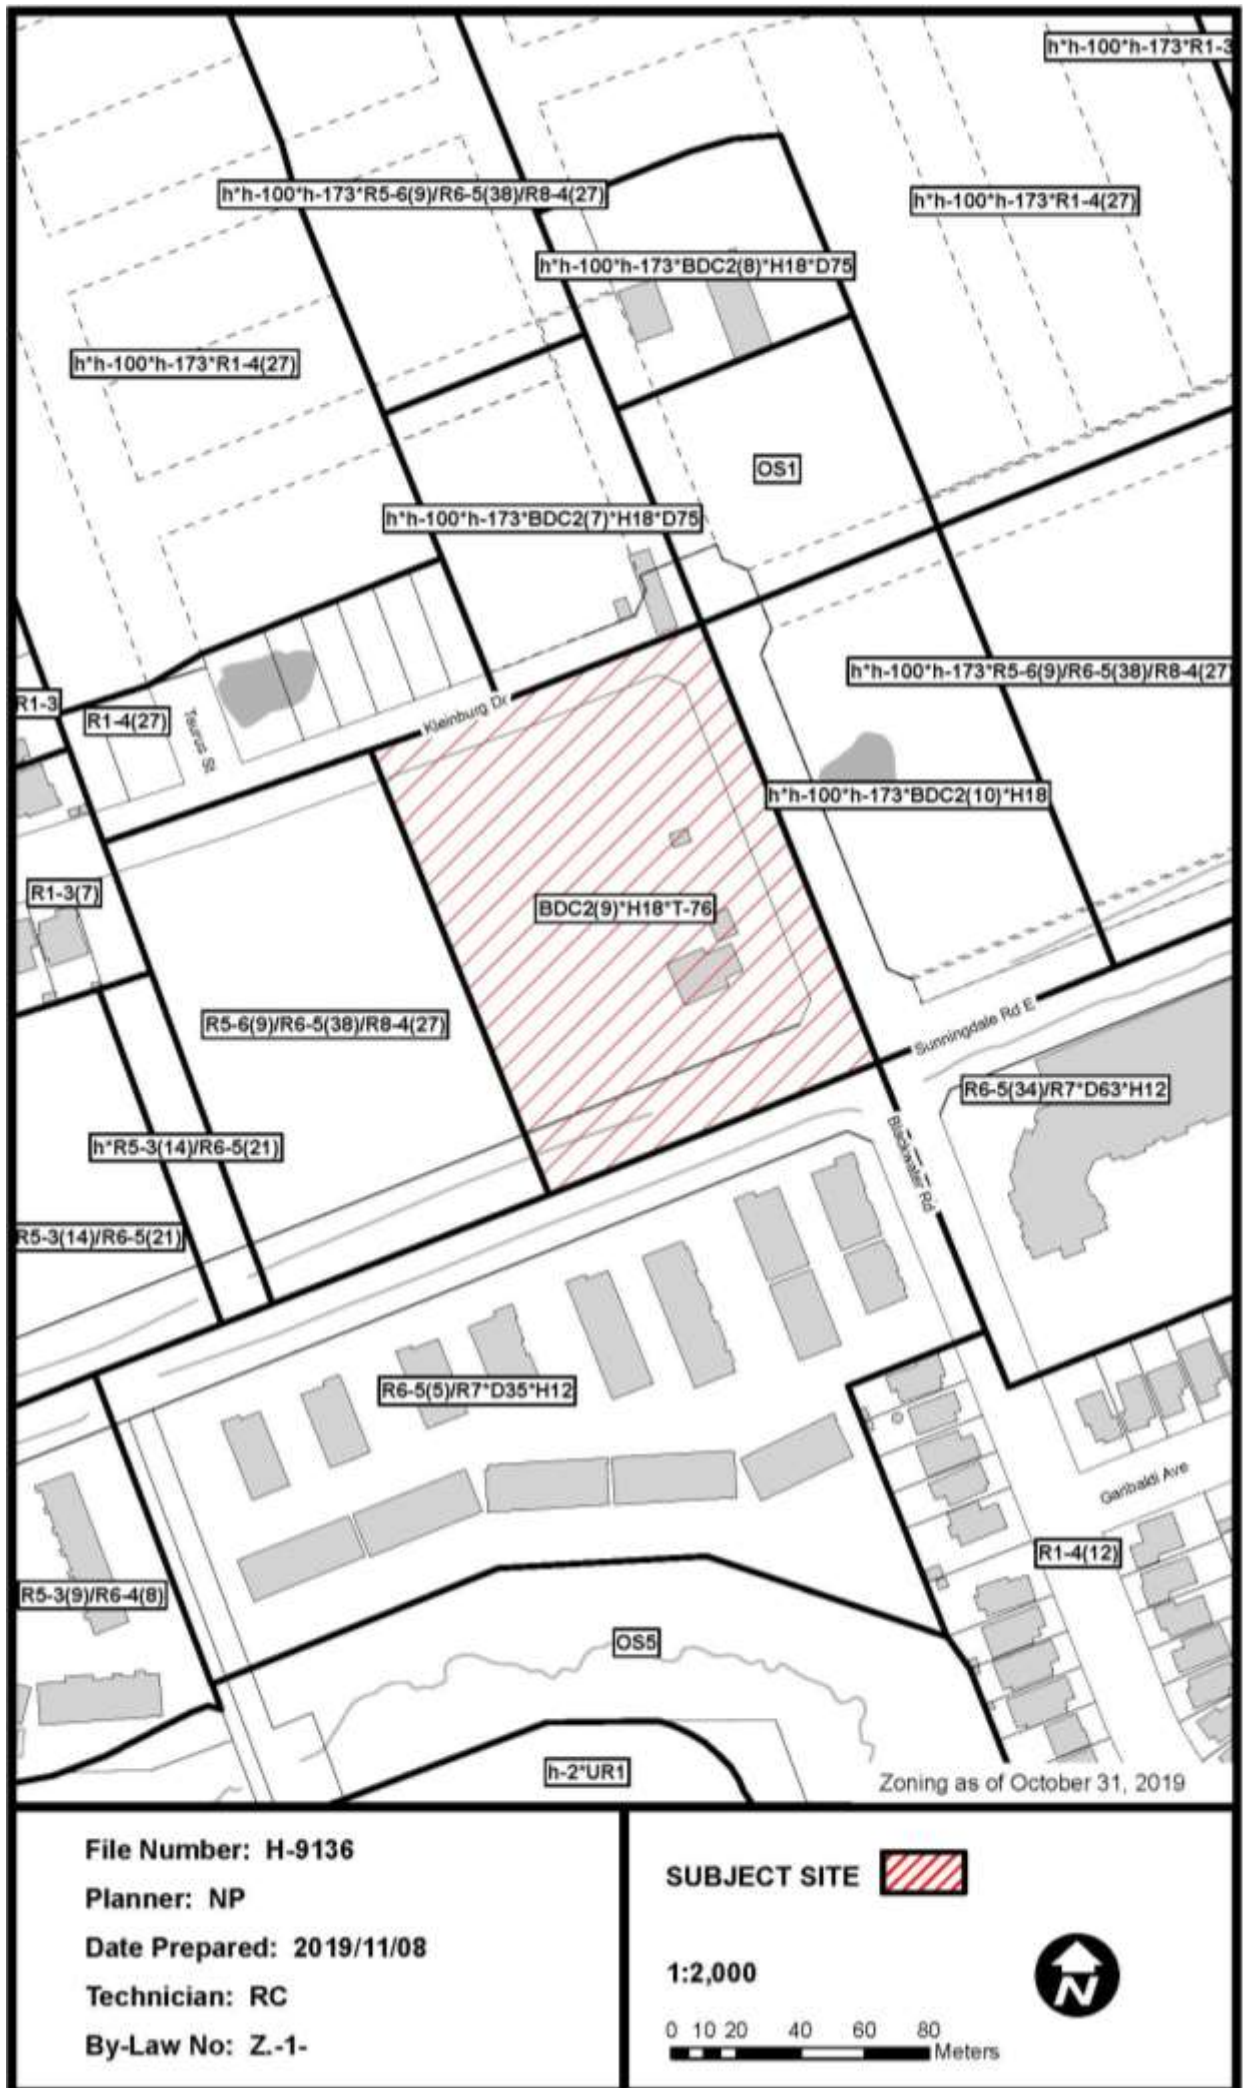 h*h-100*h-173*R1-3
h*h-100*h-173*R5-6(9)/R6-5(38)/R8-4(27)
h*h-100*h-173*R1-4(27)
h*h-100*h-173*BDC2(8)*H18*D75
h*h-100*h-173*R1-4(27)
OS1
h*h-100*h-173*BDC2(7)*H18*D75
h*h-100*h-173*R5-6(9)/R6-5(38)/R8-4(27
R1-3
R1-4(27)
Taurus St
Kleinburg Dr
h*h-100*h-173*BDC2(10)*H18
R1-3(7)
BDC2(9)*H18*T-76
R5-6(9)/R6-5(38)/R8-4(27)
Sunningdale Rd E
R6-5(34)/R7*D63*H12
h*R5-3(14)/R6-5(21)
Blackwater Rd
R5-3(14)/R6-5(21)
R6-5(5)/R7*D35*H12
Garibaldi Ave
R1-4(12)
R5-3(9)/R6-4(8)
OS5
h-2*UR1
Zoning as of October 31, 2019
File Number: H-9136
Planner: NP
Date Prepared: 2019/11/08
Technician: RC
By-Law No: Z.-1-
SUBJECT SITE
1:2,000
0 10 20 40 60 80
Meters
N